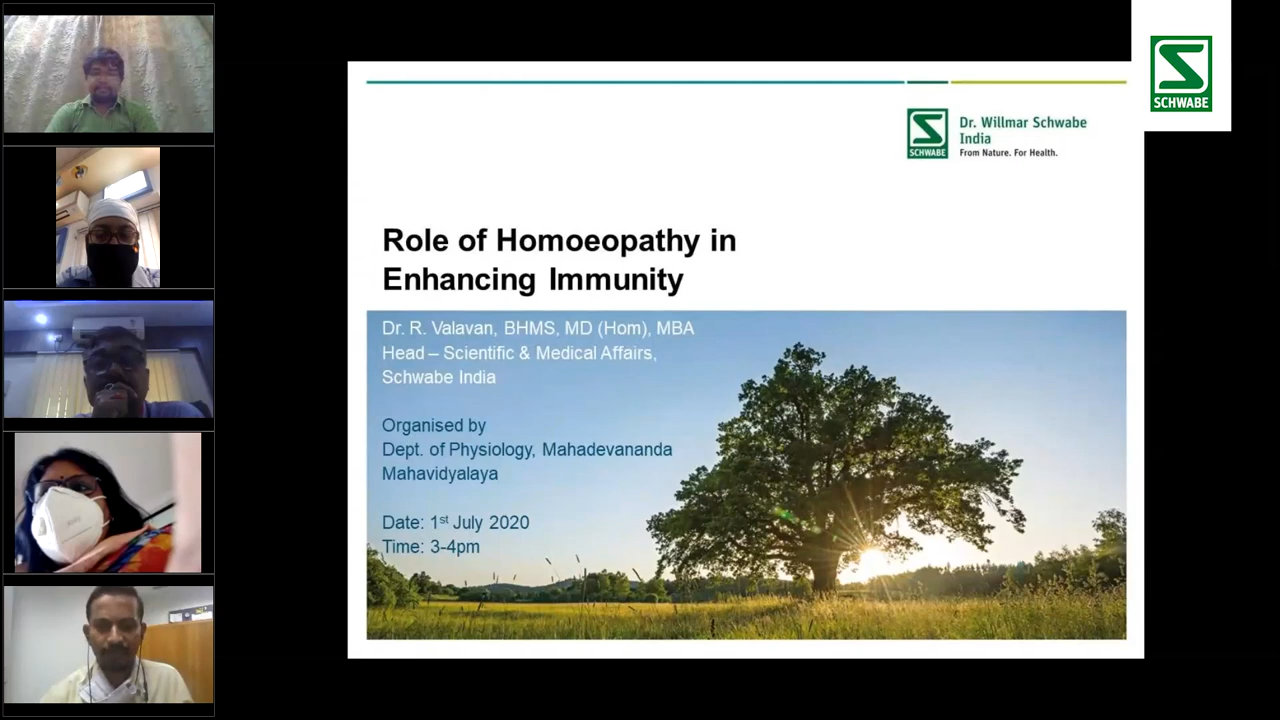 SCHWABE
SCHWABE
Dr. Willmar Schwabe
India
From Nature. For Health.
Role of Homoeopathy in
Enhancing Immunity
Dr. R. Valavan, BHMS, MD (Hom), MBA
Head – Scientific & Medical Affairs,
Schwabe India
Organised by
Dept. of Physiology, Mahadevananda
Mahavidyalaya
Date: 1st July 2020
Time: 3-4pm